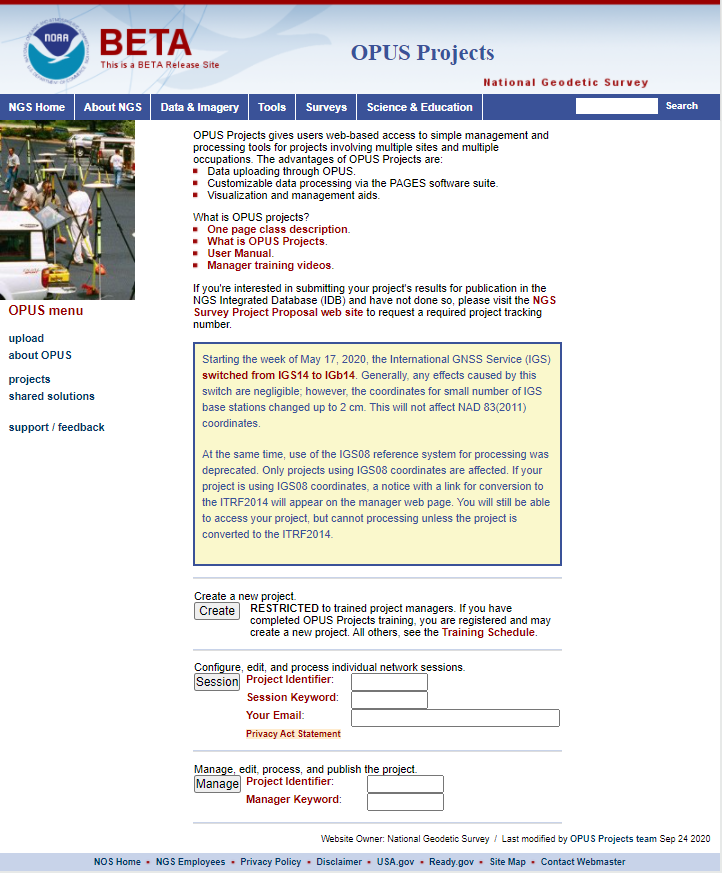 NOAA
BETA
This is a BETA Release Site
OPUS Projects
National Geodetic Survey
NGS Home
About NGS
Data & Imagery
Tools
Surveys
Science & Education
Search
OPUS Projects gives users web-based access to simple management and
processing tools for projects involving multiple sites and multiple
occupations. The advantages of OPUS Projects are:
Data uploading through OPUS.
Customizable data processing via the PAGES software suite.
Visualization and management aids.
What is OPUS projects?
One page class description.
What is OPUS Projects.
User Manual.
Manager training videos.
If you're interested in submitting your project's results for publication in the
NGS Integrated Database (IDB) and have not done so, please visit the NGS
Survey Project Proposal web site to request a required project tracking
number.
OPUS menu
upload
about OPUS
projects
shared solutions
support / feedback
Starting the week of May 17, 2020, the International GNSS Service (IGS)
switched from IGS14 to IGb14. Generally, any effects caused by this
switch are negligible; however, the coordinates for small number of IGS
base stations changed up to 2 cm. This will not affect NAD 83(2011)
coordinates.
At the same time, use of the IGS08 reference system for processing was
deprecated. Only projects using IGS08 coordinates are affected. If your
project is using IGS08 coordinates, a notice with a link for conversion to
the ITRF2014 will appear on the manager web page. You will still be able
to access your project, but cannot processing unless the project is
converted to the ITRF2014.
Create a new project.
Create
RESTRICTED to trained project managers. If you have
completed OPUS Projects training, you are registered and may
create a new project. All others, see the Training Schedule.
Configure, edit, and process individual network sessions.
Session
Project Identifier:
Session Keyword:
Your Email:
Privacy Act Statement
Manage, edit, process, and publish the project.
Manage
Project Identifier:
Manager Keyword:
Website Owner: National Geodetic Survey / Last modified by OPUS Projects team Sep 24 2020
NOS Home • NGS Employees • Privacy Policy • Disclaimer • USA.gov • Ready.gov • Site Map • Contact Webmaster